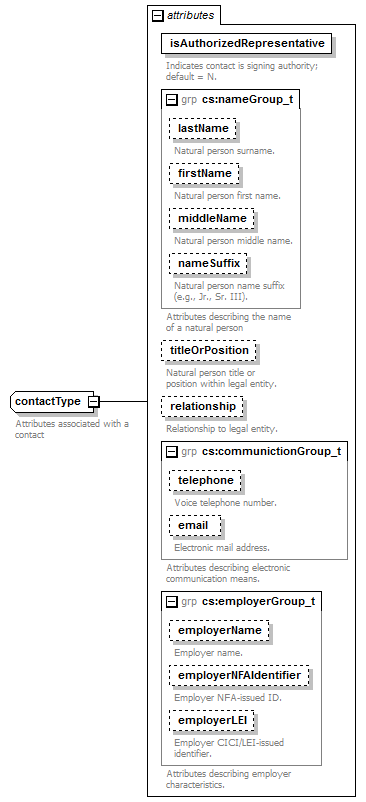 attributes
isAuthorizedRepresentative
Indicates contact is signing authority;
default = N.
grp cs:nameGroup_t
lastName
Natural person surname.
firstName
Natural person first name.
middleName
Natural person middle name.
nameSuffix
Natural person name suffix
(e.g., Jr., Sr. III).
Attributes describing the name
of a natural person
titleOrPosition
Natural person title or
position within legal entity.
contactType
Attributes associated with a
contact
relationship
Relationship to legal entity.
grp cs:communictionGroup_t
telephone
Voice telephone number.
email
Electronic mail address.
Attributes describing electronic
communication means.
grp cs:employerGroup_t
employerName
Employer name.
employerNFAIdentifier
Employer NFA-issued ID.
employerLEI
Employer CICI/LEI-issued
identifier.
Attributes describing employer
characteristics.